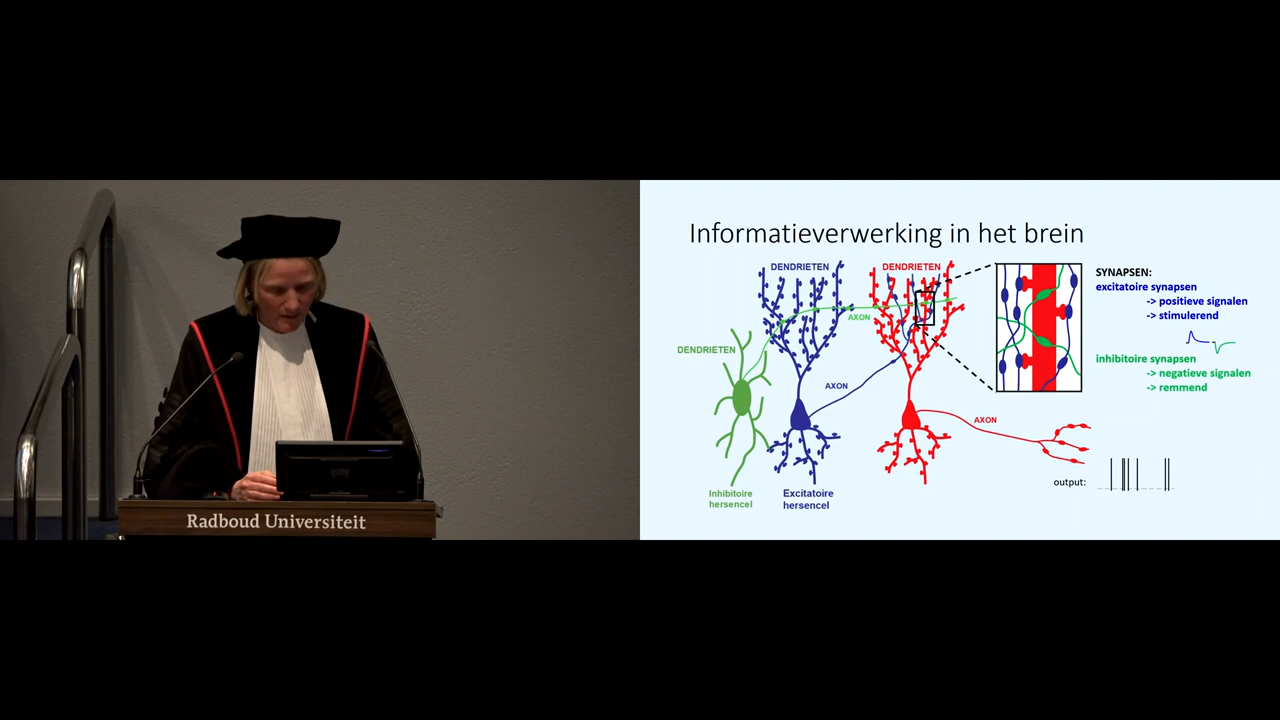 Radboud Universiteit
Informatieverwerking in het brein
DENDRIETEN
DENDRIETEN
SYNAPSEN:
excitatoire synapsen
-> positieve signalen
-> stimulerend
AXON
DENDRIETEN
inhibitoire synapsen
-> negatieve signalen
-> remmend
AXON
AXON
output:
Inhibitoire
hersencel
Excitatoire
hersencel